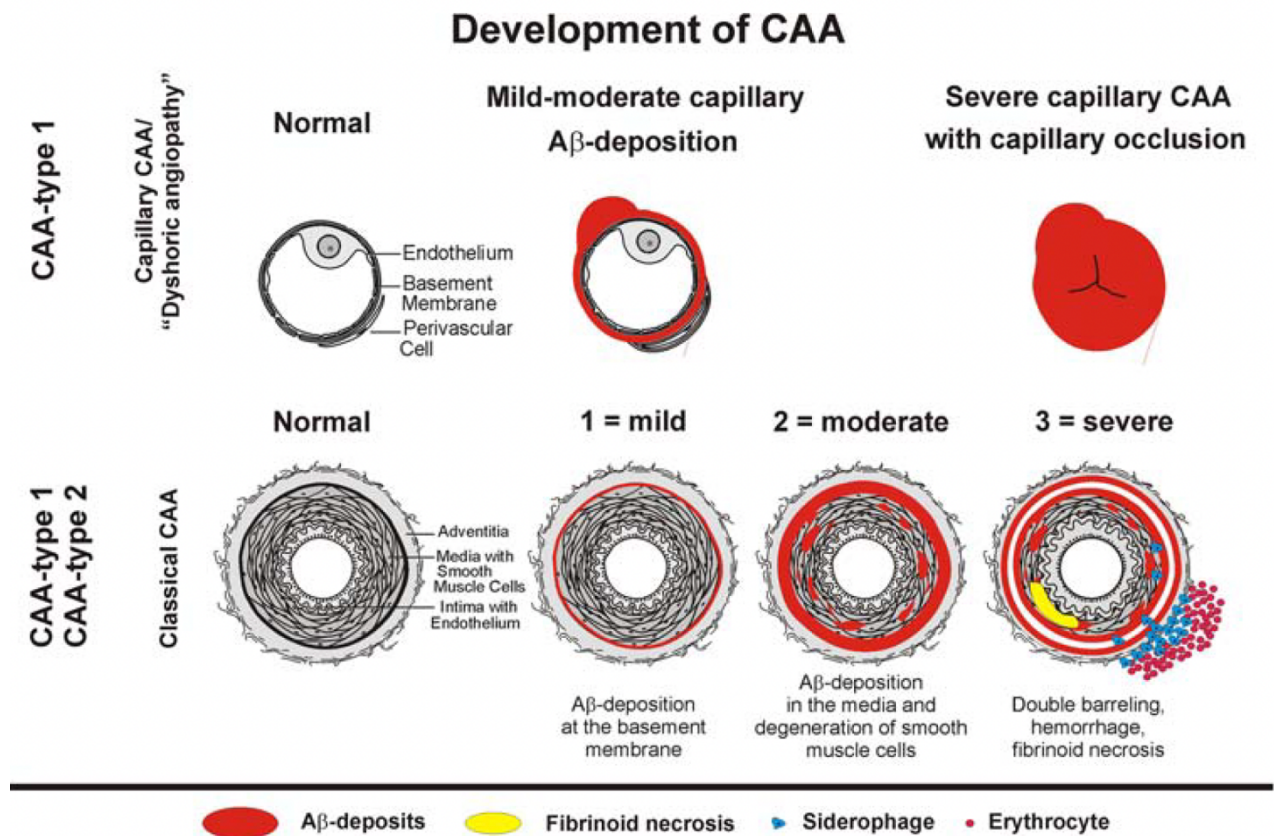 Development of CAA
CAA-type 1
Capillary CAA/
“Dyshoric angiopathy”
Normal
Mild-moderate capillary
Aβ-deposition
Severe capillary CAA
with capillary occlusion
Endothelium
Basement
Membrane
Perivascular
Cell
CAA-type 1
CAA-type 2
Classical CAA
Normal
1 = mild
2 = moderate
3 = severe
Adventitia
Media with
Smooth
Muscle Cells
Intima with
Endothelium
Aβ-deposition
at the basement
membrane
Aβ-deposition
in the media and
degeneration of smooth
muscle cells
Double barreling,
hemorrhage,
fibrinoid necrosis
Aβ-deposits
Fibrinoid necrosis
Siderophage
Erythrocyte